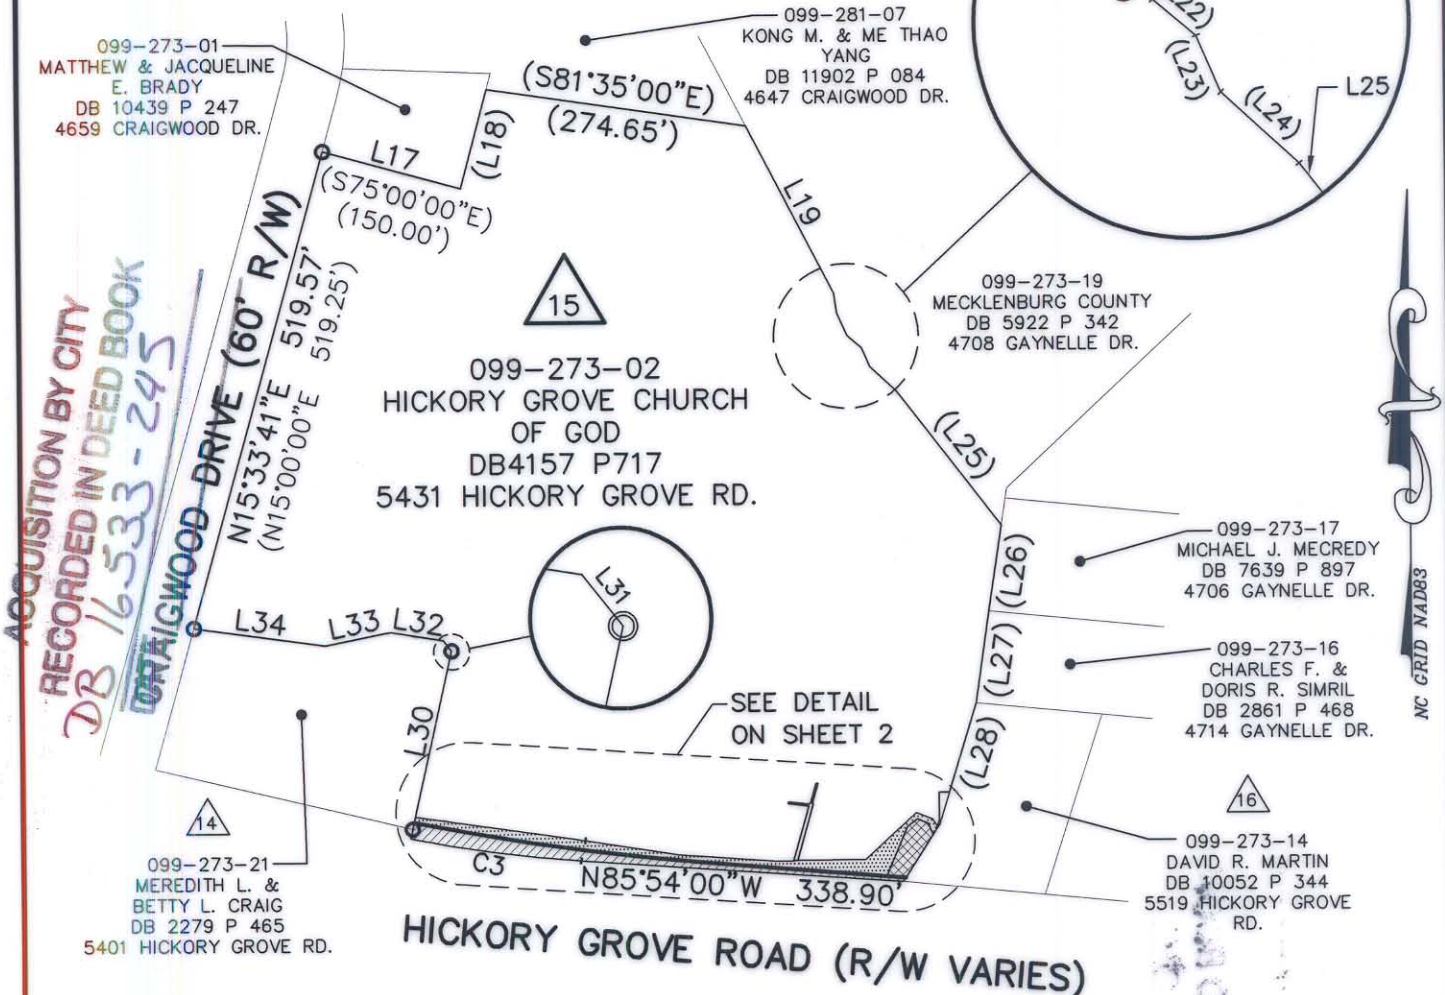 099-273-01
MATTHEW & JACQUELINE
E. BRADY
DB 10439 P 247
4659 CRAIGWOOD DR.
099-281-07
KONG M. & ME THAO
YANG
DB 11902 P 084
4647 CRAIGWOOD DR.
(S81°35'00"E)
(274.65')
(L23)
(L24)
L25
L17
(L18)
(S75°00'00"E)
(150.00')
L19
15
099-273-02
HICKORY GROVE CHURCH
OF GOD
DB4157 P717
5431 HICKORY GROVE RD.
099-273-19
MECKLENBURG COUNTY
DB 5922 P 342
4708 GAYNELLE DR.
CRAIGWOOD DRIVE (60' R/W)
N15°33'41"E 519.57'
(N15°00'00"E 519.25')
ACQUISITION BY CITY
RECORDED IN DEED BOOK
DB 16533-245
(L25)
(L26)
(L27)
(L28)
099-273-17
MICHAEL J. MECREDY
DB 7639 P 897
4706 GAYNELLE DR.
099-273-16
CHARLES F. &
DORIS R. SIMRIL
DB 2861 P 468
4714 GAYNELLE DR.
NC GRID NAD83
L34
L33
L32
L31
L30
SEE DETAIL
ON SHEET 2
14
099-273-21
MEREDITH L. &
BETTY L. CRAIG
DB 2279 P 465
5401 HICKORY GROVE RD.
16
099-273-14
DAVID R. MARTIN
DB 10052 P 344
5519 HICKORY GROVE
RD.
C3
N85°54'00"W 338.90'
HICKORY GROVE ROAD (R/W VARIES)